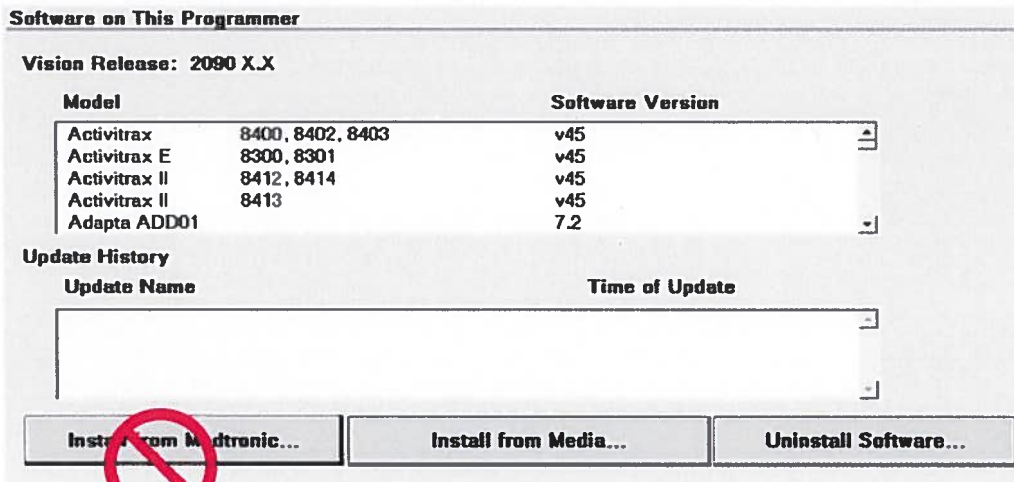 Software on This Programmer
Vision Release: 2090 X.X
Model Software Version
Activitrax 8400, 8402, 8403 v45
Activitrax E 8300, 8301 v45
Activitrax II 8412, 8414 v45
Activitrax II 8413 v45
Adapta ADD01 7.2
Update History
Update Name Time of Update
Install from Medtronic... Install from Media... Uninstall Software...